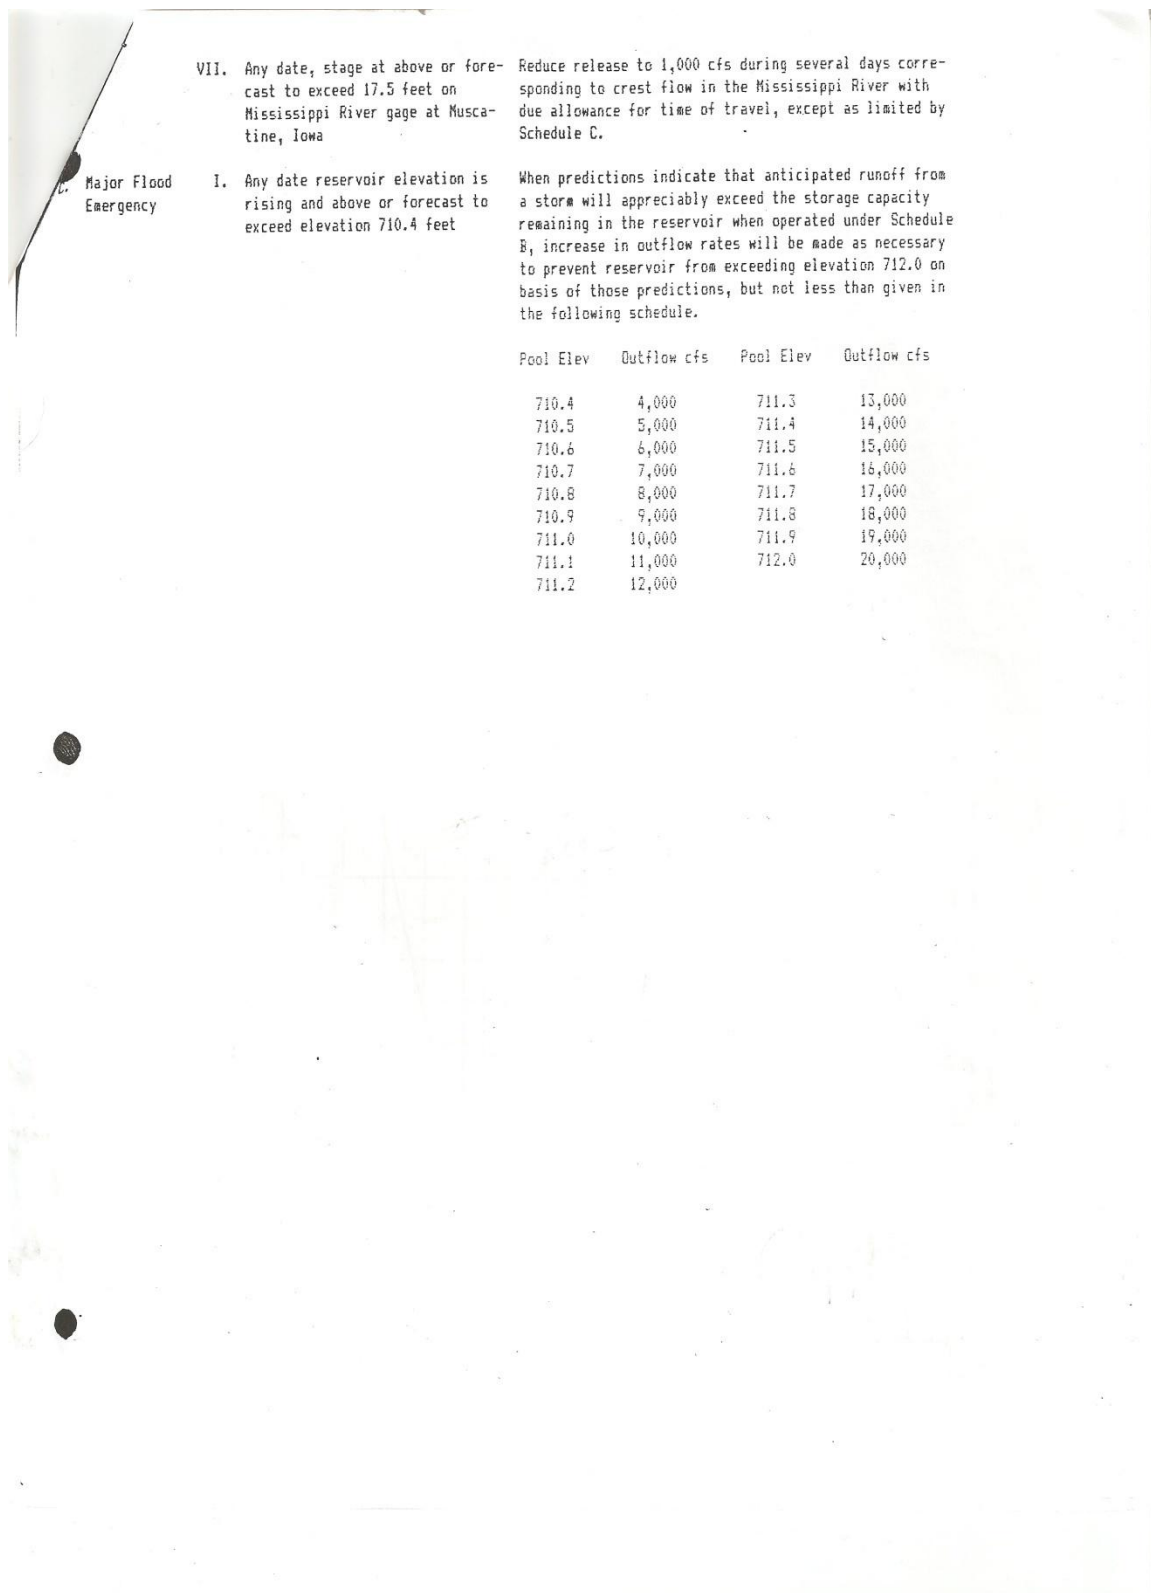 VII. Any date, stage at above or fore-
cast to exceed 17.5 feet on
Mississippi River gage at Musca-
tine, Iowa
Reduce release to 1,000 cfs during several days corre-
sponding to crest flow in the Mississippi River with
due allowance for time of travel, except as limited by
Schedule C.
C. Major Flood
Emergency
I. Any date reservoir elevation is
rising and above or forecast to
exceed elevation 710.4 feet
When predictions indicate that anticipated runoff from
a storm will appreciably exceed the storage capacity
remaining in the reservoir when operated under Schedule
B, increase in outflow rates will be made as necessary
to prevent reservoir from exceeding elevation 712.0 on
basis of those predictions, but not less than given in
the following schedule.
Pool Elev Outflow cfs Pool Elev Outflow cfs
710.4 4,000 711.3 13,000
710.5 5,000 711.4 14,000
710.6 6,000 711.5 15,000
710.7 7,000 711.6 16,000
710.8 8,000 711.7 17,000
710.9 9,000 711.8 18,000
711.0 10,000 711.9 19,000
711.1 11,000 712.0 20,000
711.2 12,000